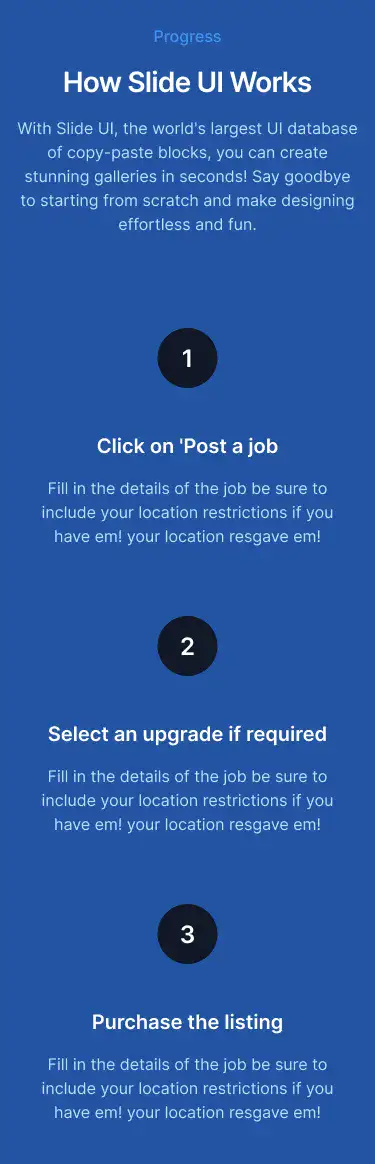 Progress
How Slide UI Works
With Slide UI, the world's largest UI database
of copy-paste blocks, you can create
stunning galleries in seconds! Say goodbye
to starting from scratch and make designing
effortless and fun.
1
Click on 'Post a job
Fill in the details of the job be sure to
include your location restrictions if you
have em! your location resgave em!
2
Select an upgrade if required
Fill in the details of the job be sure to
include your location restrictions if you
have em! your location resgave em!
3
Purchase the listing
Fill in the details of the job be sure to
include your location restrictions if you
have em! your location resgave em!